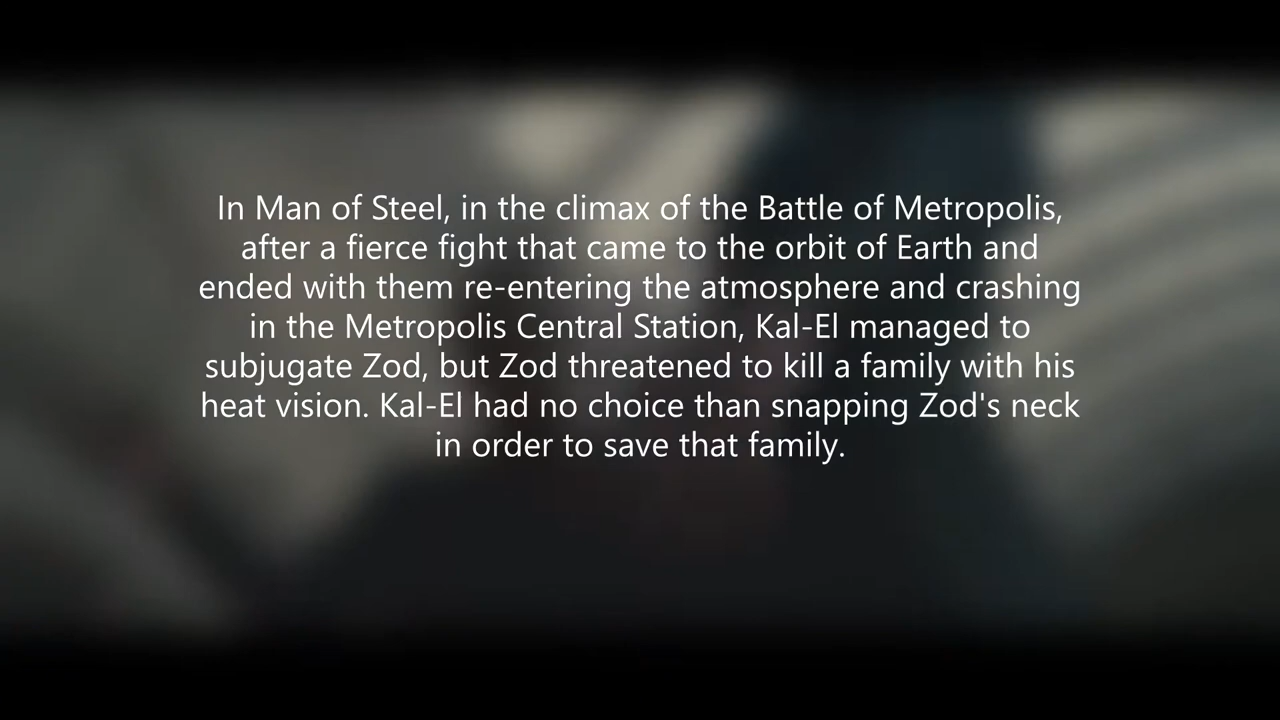 In Man of Steel, in the climax of the Battle of Metropolis,
after a fierce fight that came to the orbit of Earth and
ended with them re-entering the atmosphere and crashing
in the Metropolis Central Station, Kal-El managed to
subjugate Zod, but Zod threatened to kill a family with his
heat vision. Kal-El had no choice than snapping Zod's neck
in order to save that family.